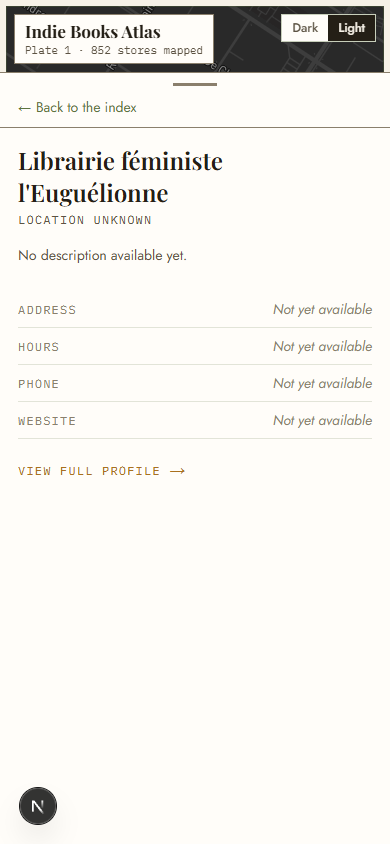 Indie Books Atlas
Plate 1 · 852 stores mapped
Dark Light
← Back to the index
Librairie féministe
l'Euguélionne
LOCATION UNKNOWN
No description available yet.
ADDRESS Not yet available
HOURS Not yet available
PHONE Not yet available
WEBSITE Not yet available
VIEW FULL PROFILE →
N